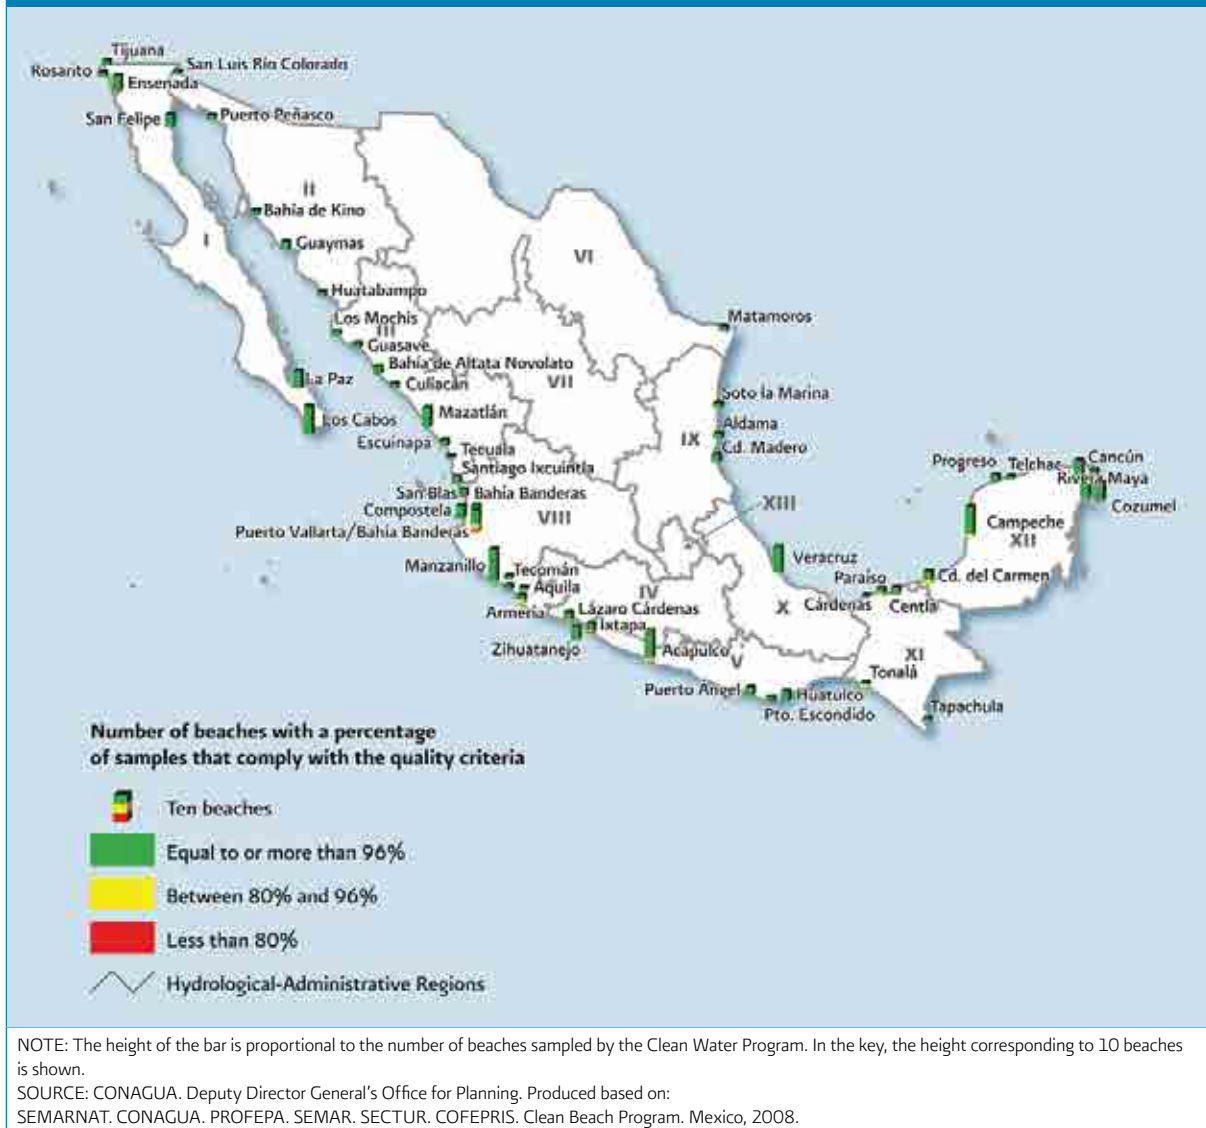 Tijuana
Rosarito
San Luis Río Colorado
Ensenada
San Felipe
Puerto Peñasco
II
Bahía de Kino
I
Guaymas
VI
Huatabampo
Los Mochis
III
Matamoros
Guasave
Bahía de Altata Novolato
La Paz
Culiacán
VII
Soto la Marina
Los Cabos
Mazatlán
Aldama
Escuinapa
IX
Cd. Madero
Tecuala
Santiago Ixcuintla
Progreso
Telchac
Cancún
Riviera Maya
San Blas
Bahía Banderas
Cozumel
Compostela
VIII
XIII
Campeche
XII
Puerto Vallarta/Bahía Banderas
Manzanillo
Veracruz
Tecomán
Paraíso
Cd. del Carmen
Aquila
IV
Armería
Lázaro Cárdenas
X
Cárdenas
Centla
Ixtapa
Zihuatanejo
Acapulco
V
XI
Tonalá
Puerto Ángel
Huatulco
Pto. Escondido
Tapachula
Number of beaches with a percentage
of samples that comply with the quality criteria
Ten beaches
Equal to or more than 96%
Between 80% and 96%
Less than 80%
Hydrological-Administrative Regions
NOTE: The height of the bar is proportional to the number of beaches sampled by the Clean Water Program. In the key, the height corresponding to 10 beaches
is shown.
SOURCE: CONAGUA. Deputy Director General's Office for Planning. Produced based on:
SEMARNAT. CONAGUA. PROFEPA. SEMAR. SECTUR. COFEPRIS. Clean Beach Program. Mexico, 2008.